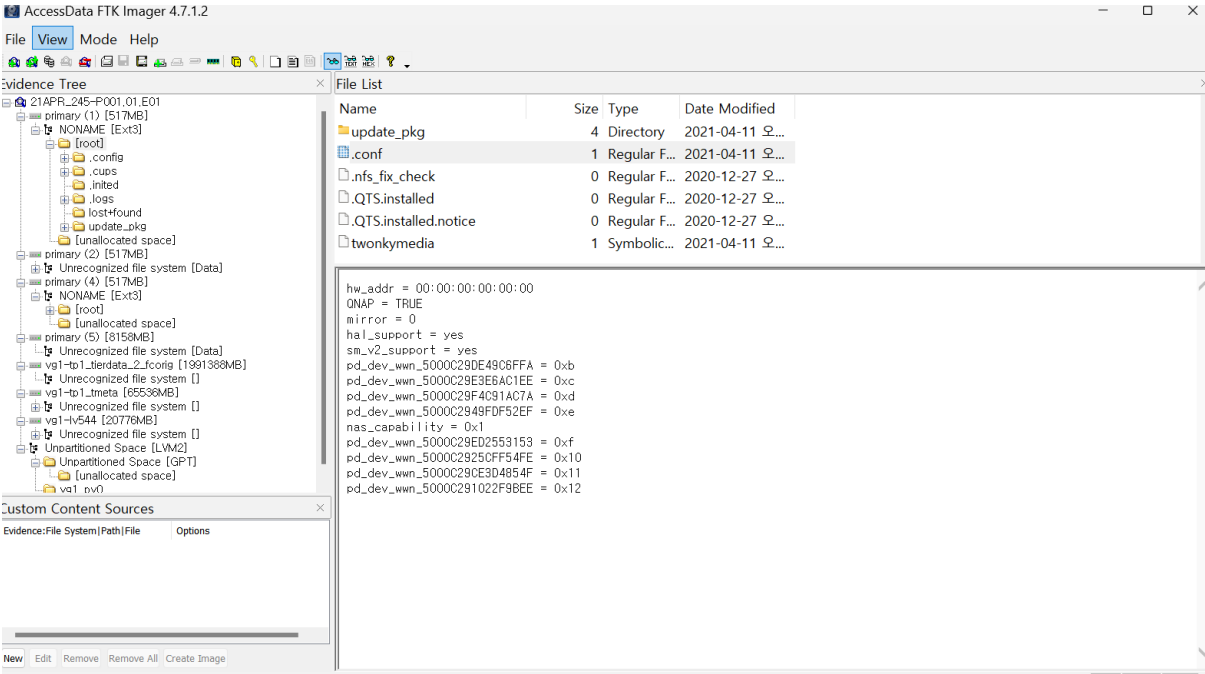 AccessData FTK Imager 4.7.1.2
File View Mode Help
Evidence Tree
21APR_245-P001,01,E01
primary (1) [517MB]
NONAME [Ext3]
[root]
.config
.cups
.inited
.logs
lost+found
update_pkg
[unallocated space]
primary (2) [517MB]
Unrecognized file system [Data]
primary (4) [517MB]
NONAME [Ext3]
[root]
[unallocated space]
primary (5) [8158MB]
Unrecognized file system [Data]
vg1-tp1_tierdata_2_fcorig [1991388MB]
Unrecognized file system []
vg1-tp1_tmeta [65536MB]
Unrecognized file system []
vg1-lv544 [20776MB]
Unrecognized file system []
Unpartitioned Space [LVM2]
Unpartitioned Space [GPT]
[unallocated space]
vg1_pv0
Custom Content Sources
Evidence:File System|Path|File Options
New Edit Remove Remove All Create Image
File List
Name Size Type Date Modified
update_pkg 4 Directory 2021-04-11 오...
.conf 1 Regular F... 2021-04-11 오...
.nfs_fix_check 0 Regular F... 2020-12-27 오...
.QTS.installed 0 Regular F... 2020-12-27 오...
.QTS.installed.notice 0 Regular F... 2020-12-27 오...
twonkymedia 1 Symbolic... 2021-04-11 오...
hw_addr = 00:00:00:00:00:00
QNAP = TRUE
mirror = 0
hal_support = yes
sm_v2_support = yes
pd_dev_wwn_5000C29DE49C6FFA = 0xb
pd_dev_wwn_5000C29E3E6AC1EE = 0xc
pd_dev_wwn_5000C29F4C91AC7A = 0xd
pd_dev_wwn_5000C2949FDF52EF = 0xe
nas_capability = 0x1
pd_dev_wwn_5000C29ED2553153 = 0xf
pd_dev_wwn_5000C2925CFF54FE = 0x10
pd_dev_wwn_5000C29CE3D4854F = 0x11
pd_dev_wwn_5000C291022F9BEE = 0x12